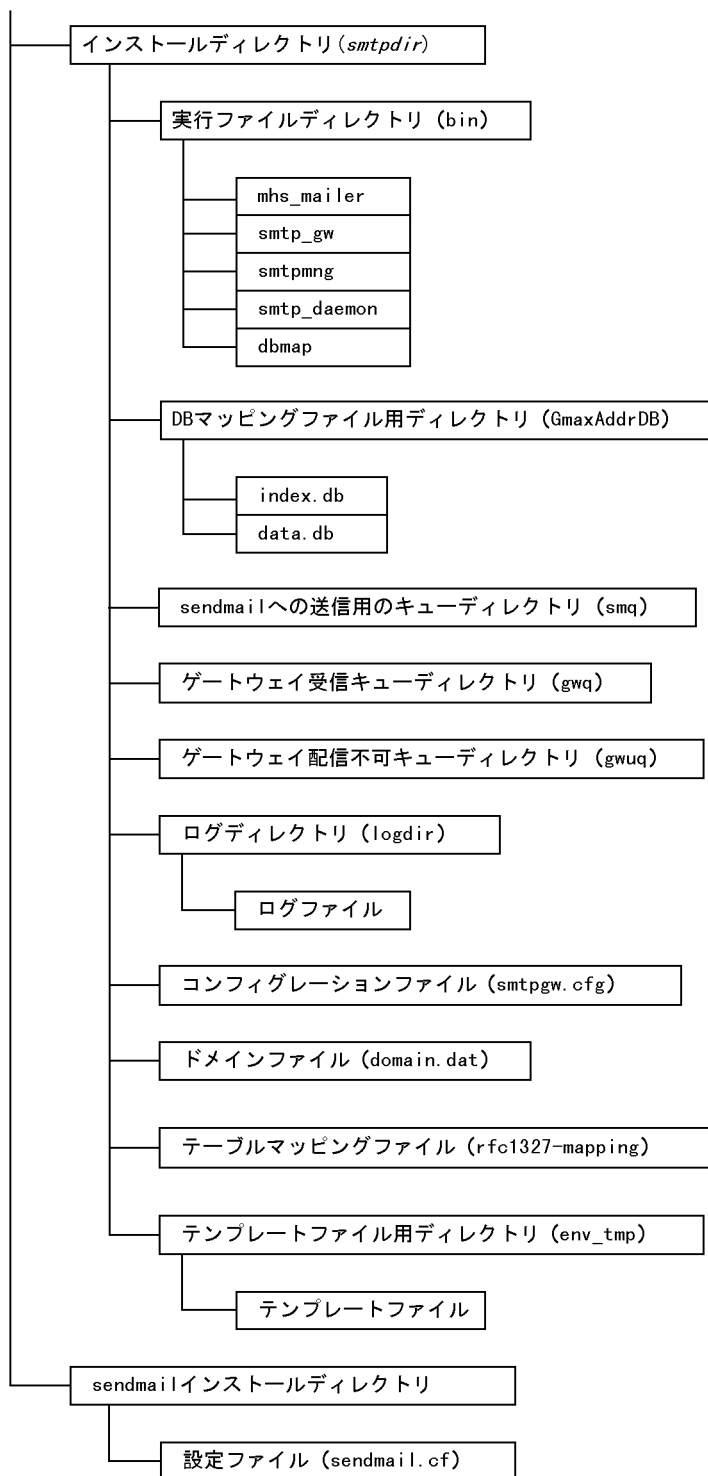 インストールディレクトリ(smtpdir)
実行ファイルディレクトリ（bin）
mhs_mailer
smtp_gw
smtpmng
smtp_daemon
dbmap
DBマッピングファイル用ディレクトリ（GmaxAddrDB）
index.db
data.db
sendmailへの送信用のキューディレクトリ（smq）
ゲートウェイ受信キューディレクトリ（gwq）
ゲートウェイ配信不可キューディレクトリ（gwuq）
ログディレクトリ（logdir）
ログファイル
コンフィグレーションファイル（smtpgw.cfg）
ドメインファイル（domain.dat）
テーブルマッピングファイル（rfc1327-mapping）
テンプレートファイル用ディレクトリ（env_tmp）
テンプレートファイル
sendmailインストールディレクトリ
設定ファイル（sendmail.cf）